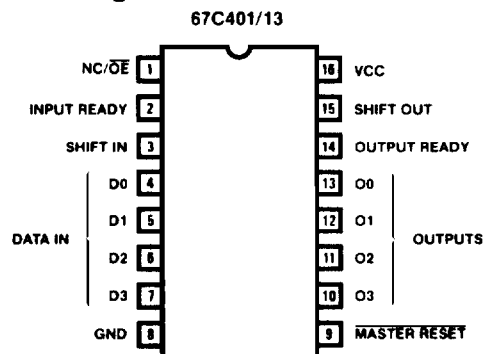 67C401/13
NC/OE 1 16 VCC
INPUT READY 2 15 SHIFT OUT
SHIFT IN 3 14 OUTPUT READY
D0 4 13 O0
D1 5 12 O1
DATA IN OUTPUTS
D2 6 11 O2
D3 7 10 O3
GND 8 9 MASTER RESET